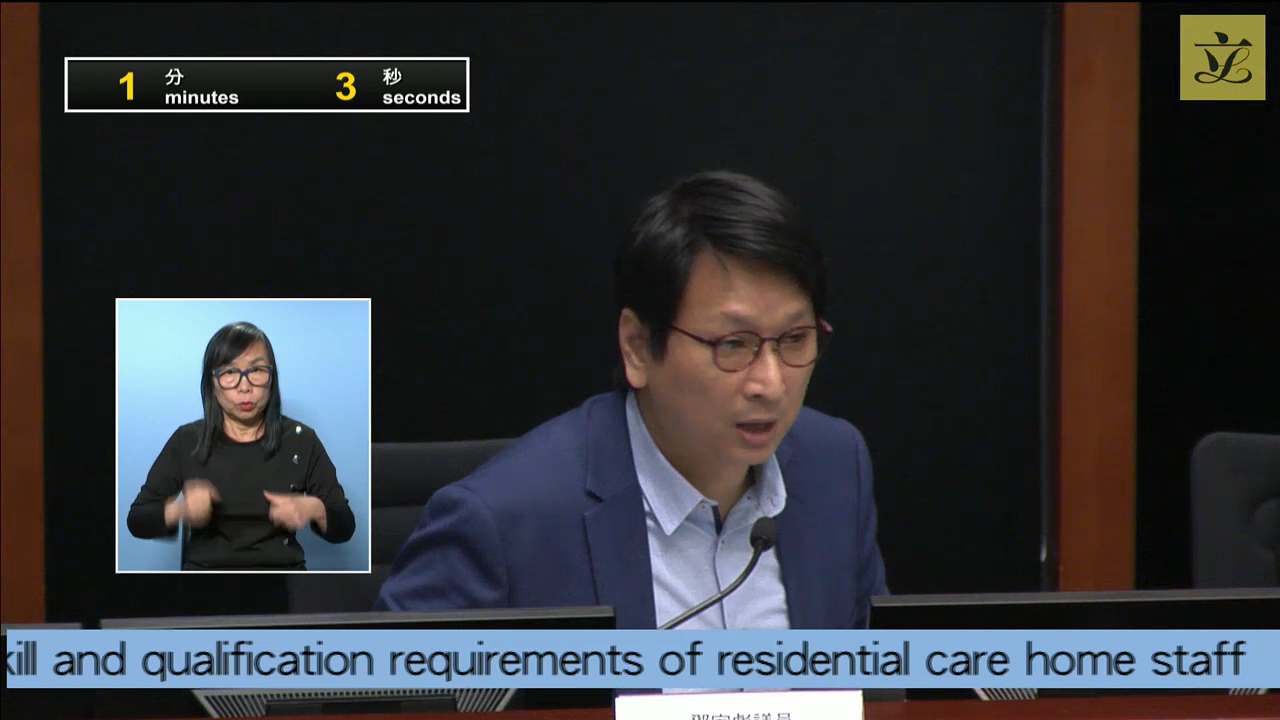 1 分 3 秒
minutes seconds
kill and qualification requirements of residential care home staff